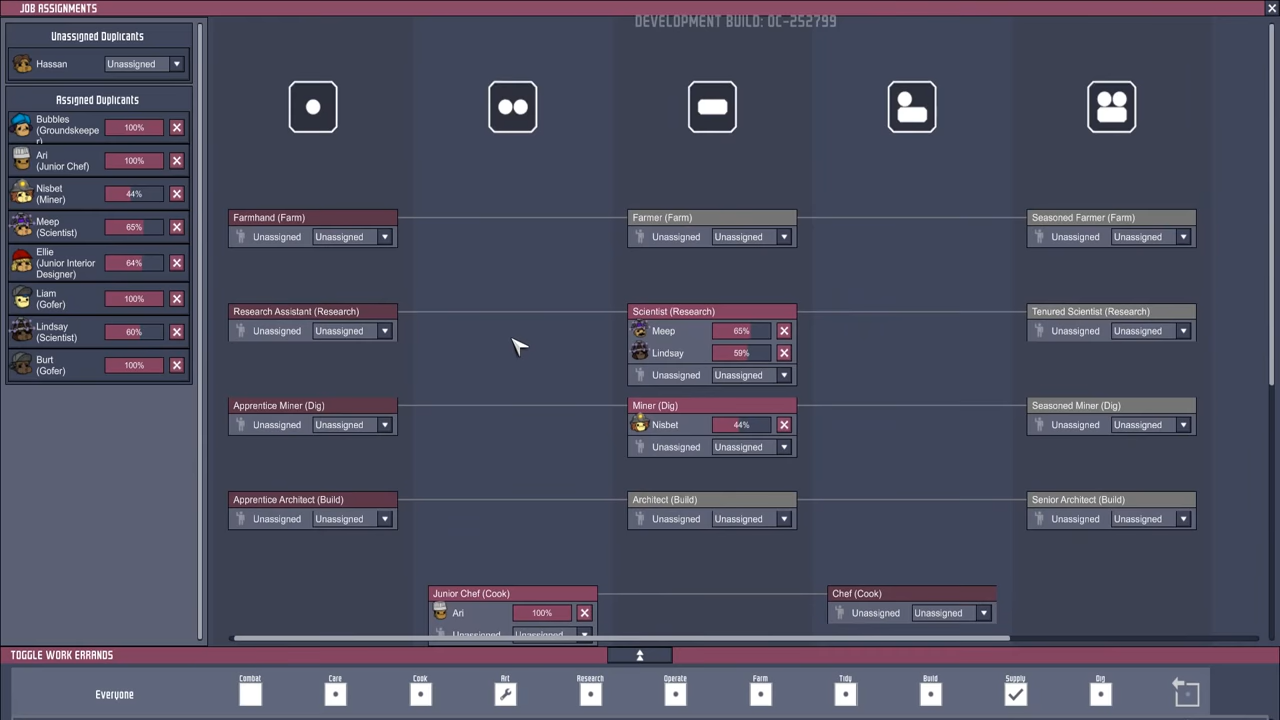 JOB ASSIGNMENTS
DEVELOPMENT BUILD: OC-252799
Unassigned Duplicants
Hassan Unassigned
Assigned Duplicants
Bubbles
(Groundskeepe
r)
100%
Ari
(Junior Chef)
100%
Nisbet
(Miner)
44%
Meep
(Scientist)
65%
Ellie
(Junior Interior
Designer)
64%
Liam
(Gofer)
100%
Lindsay
(Scientist)
60%
Burt
(Gofer)
100%
Farmhand (Farm)
Unassigned Unassigned
Farmer (Farm)
Unassigned Unassigned
Seasoned Farmer (Farm)
Unassigned Unassigned
Research Assistant (Research)
Unassigned Unassigned
Scientist (Research)
Meep 65%
Lindsay 59%
Unassigned Unassigned
Tenured Scientist (Research)
Unassigned Unassigned
Apprentice Miner (Dig)
Unassigned Unassigned
Miner (Dig)
Nisbet 44%
Unassigned Unassigned
Seasoned Miner (Dig)
Unassigned Unassigned
Apprentice Architect (Build)
Unassigned Unassigned
Architect (Build)
Unassigned Unassigned
Senior Architect (Build)
Unassigned Unassigned
Junior Chef (Cook)
Ari 100%
Unassigned Unassigned
Chef (Cook)
Unassigned Unassigned
TOGGLE WORK ERRANDS
Combat Care Cook Art Research Operate Farm Tidy Build Supply Dig
Everyone